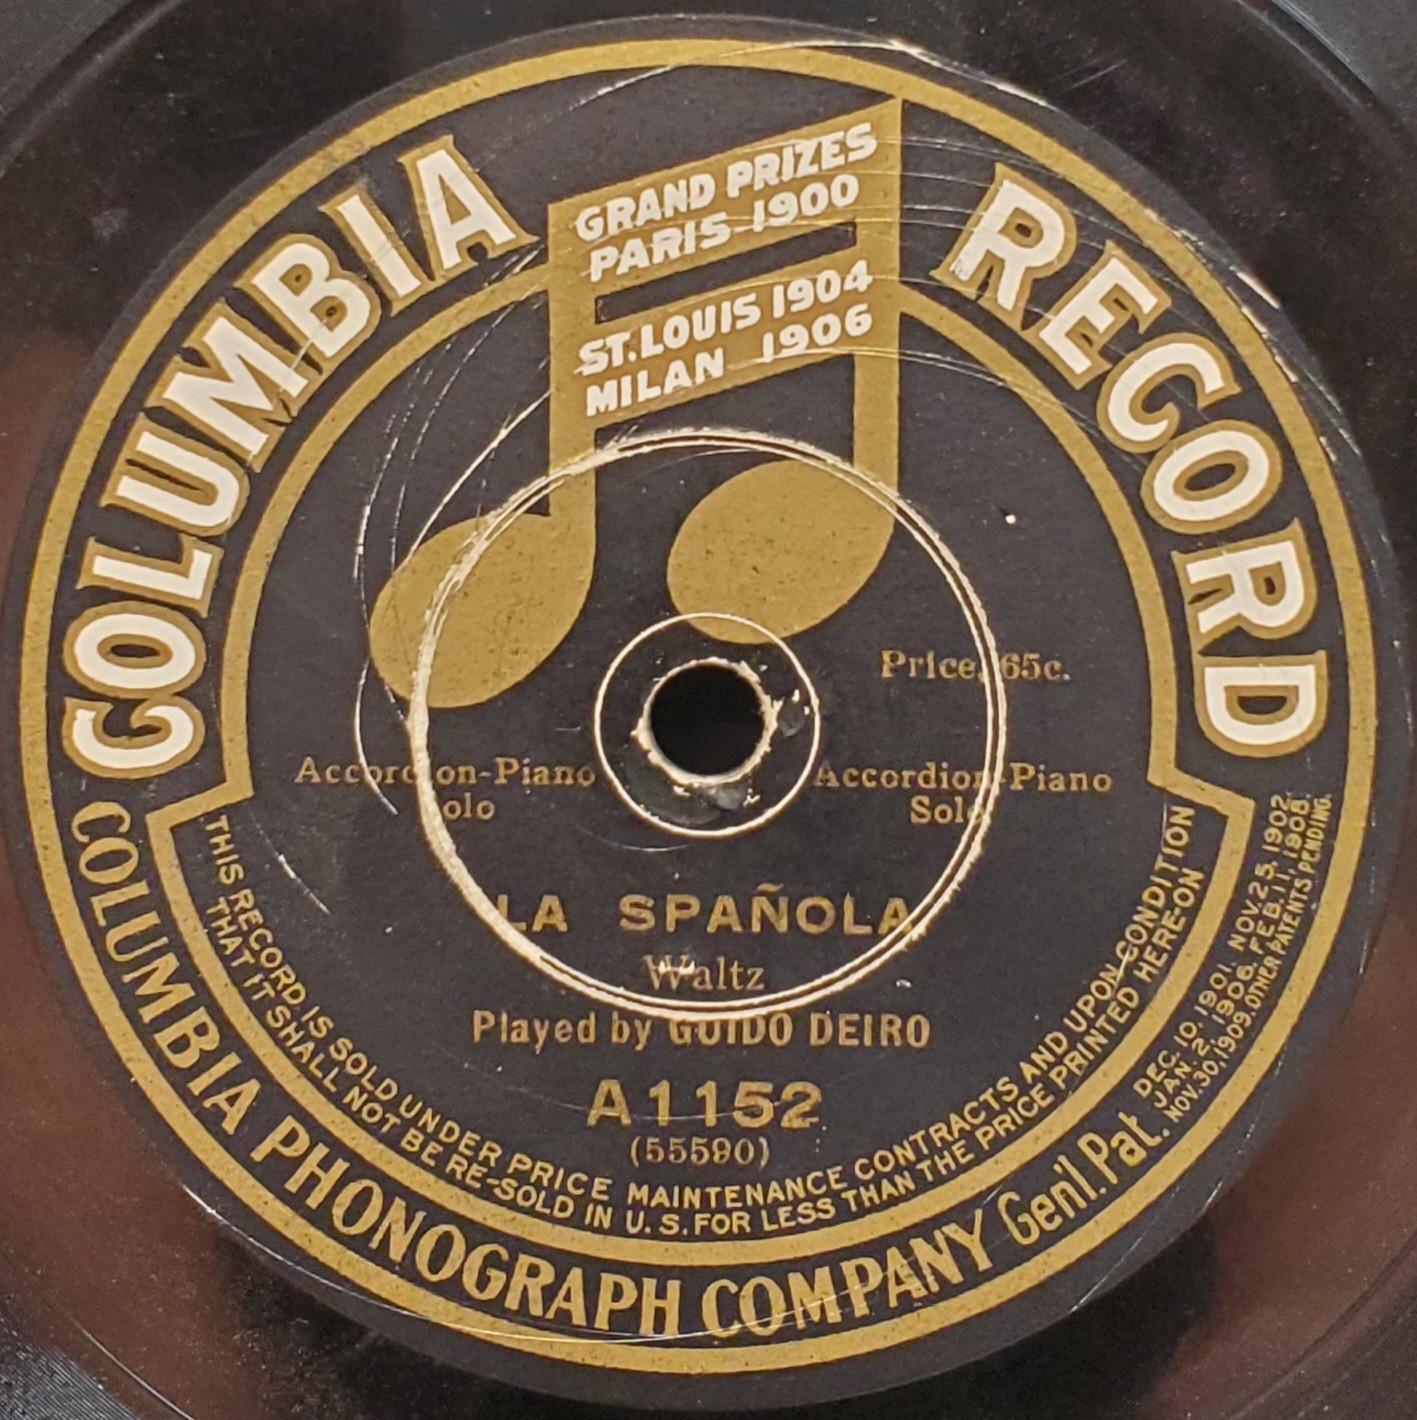 COLUMBIA RECORD
GRAND PRIZES
PARIS 1900
ST. LOUIS 1904
MILAN 1906
Price, 65c.
Accordion-Piano
Solo
Accordion-Piano
Solo
LA SPAÑOLA
Waltz
Played by GUIDO DEIRO
A1152
(55590)
THIS RECORD IS SOLD UNDER PRICE MAINTENANCE CONTRACTS AND UPON CONDITION
THAT IT SHALL NOT BE RE-SOLD IN U. S. FOR LESS THAN THE PRICE PRINTED HERE-ON
COLUMBIA PHONOGRAPH COMPANY Gen'l. Pat.
DEC. 10, 1901. NOV. 25, 1902.
JAN. 2, 1906. FEB. 11, 1908.
NOV. 30, 1909. OTHER PATENTS PENDING.